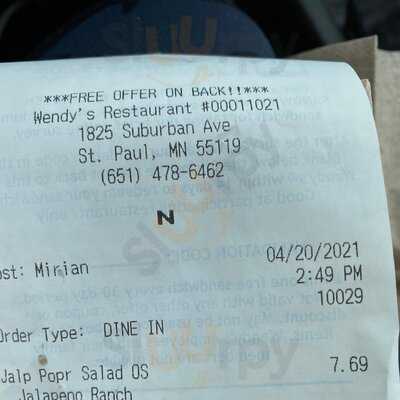 ***FREE OFFER ON BACK!!***
Wendy's Restaurant #00011021
1825 Suburban Ave
St. Paul, MN 55119
(651) 478-6462
N
ost: Mirian 04/20/2021
2:49 PM
10029
Order Type: DINE IN
Jalp Popr Salad OS 7.69
Jalapeno Ranch